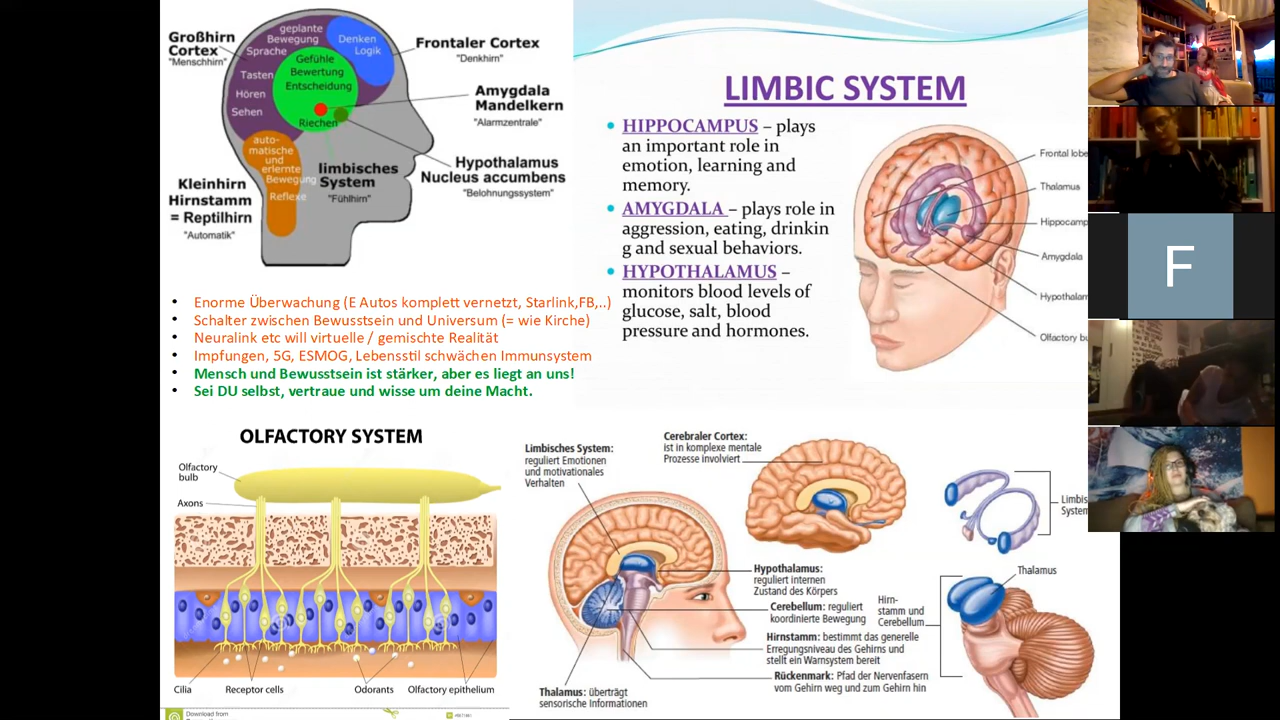 Großhirn
Cortex
"Menschhirn"
geplante
Bewegung
Sprache
Tasten
Hören
Sehen
Denken
Logik
Gefühle
Bewertung
Entscheidung
Riechen
auto-
matische
und
erlernte
Bewegung
Reflexe
Frontaler Cortex
"Denkhirn"
Amygdala
Mandelkern
"Alarmzentrale"
Hypothalamus
Nucleus accumbens
"Belohnungssystem"
limbisches
System
"Fühlhirn"
Kleinhirn
Hirnstamm
= Reptilhirn
"Automatik"
LIMBIC SYSTEM
• HIPPOCAMPUS – plays
an important role in
emotion, learning and
memory.
• AMYGDALA – plays role in
aggression, eating, drinkin
g and sexual behaviors.
• HYPOTHALAMUS –
monitors blood levels of
glucose, salt, blood
pressure and hormones.
Frontal lobe
Thalamus
Hippocamp
Amygdala
Hypothalam
Olfactory bu
• Enorme Überwachung (E Autos komplett vernetzt, Starlink,FB,..)
• Schalter zwischen Bewusstsein und Universum (= wie Kirche)
• Neuralink etc will virtuelle / gemischte Realität
• Impfungen, 5G, ESMOG, Lebensstil schwächen Immunsystem
• Mensch und Bewusstsein ist stärker, aber es liegt an uns!
• Sei DU selbst, vertraue und wisse um deine Macht.
OLFACTORY SYSTEM
Olfactory
bulb
Axons
Cilia
Receptor cells
Odorants
Olfactory epithelium
Download from
Limbisches System:
reguliert Emotionen
und motivationales
Verhalten
Cerebraler Cortex:
ist in komplexe mentale
Prozesse involviert
Hypothalamus:
reguliert internen
Zustand des Körpers
Cerebellum: reguliert
koordinierte Bewegung
Hirnstamm: bestimmt das generelle
Erregungsniveau des Gehirns und
stellt ein Warnsystem bereit
Rückenmark: Pfad der Nervenfasern
vom Gehirn weg und zum Gehirn hin
Thalamus: überträgt
sensorische Informationen
Limbis
System
Thalamus
Hirn-
stamm und
Cerebellum
F